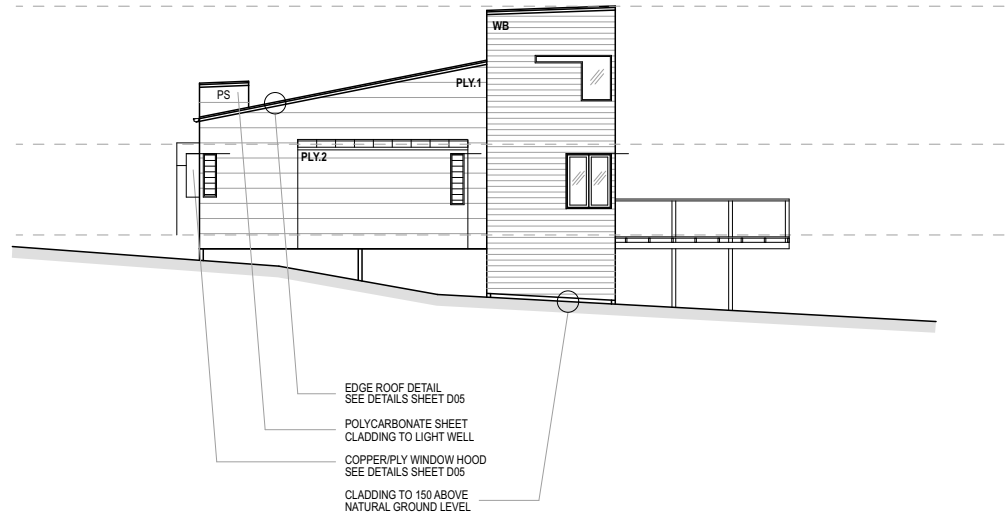 WB
PLY.1
PS
PLY.2
EDGE ROOF DETAIL
SEE DETAILS SHEET D05
POLYCARBONATE SHEET
CLADDING TO LIGHT WELL
COPPER/PLY WINDOW HOOD
SEE DETAILS SHEET D05
CLADDING TO 150 ABOVE
NATURAL GROUND LEVEL